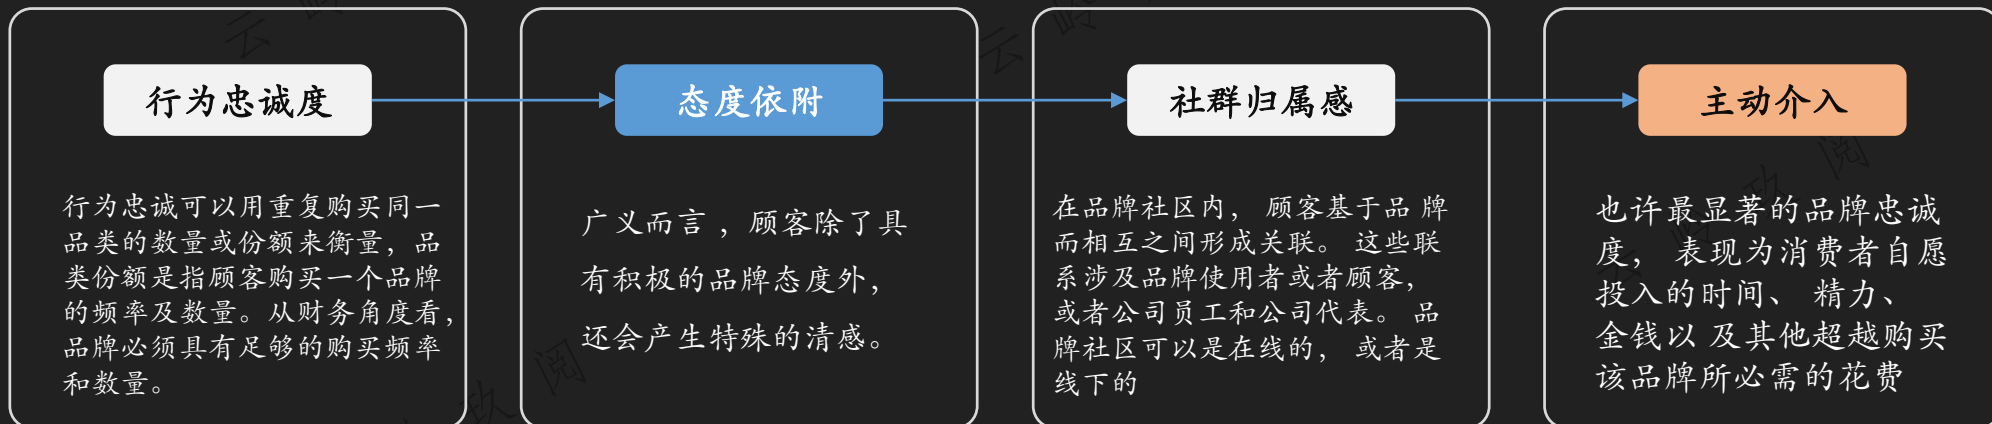 行为忠诚度
行为忠诚可以用重复购买同一
品类的数量或份额来衡量，品
类份额是指顾客购买一个品牌
的频率及数量。从财务角度看，
品牌必须具有足够的购买频率
和数量。
态度依附
广义而言 ，顾客除了具
有积极的品牌态度外，
还会产生特殊的清感。
社群归属感
在品牌社区内， 顾客基于品 牌
而相互之间形成关联。 这些联
系涉及品牌使用者或者顾客，
或者公司员工和公司代表。 品
牌社区可以是在线的， 或者是
线下的
主动介入
也许最显著的品牌忠诚
度， 表现为消费者自愿
投入的时间、 精力、
金钱以 及其他超越购买
该品牌所必需的花费